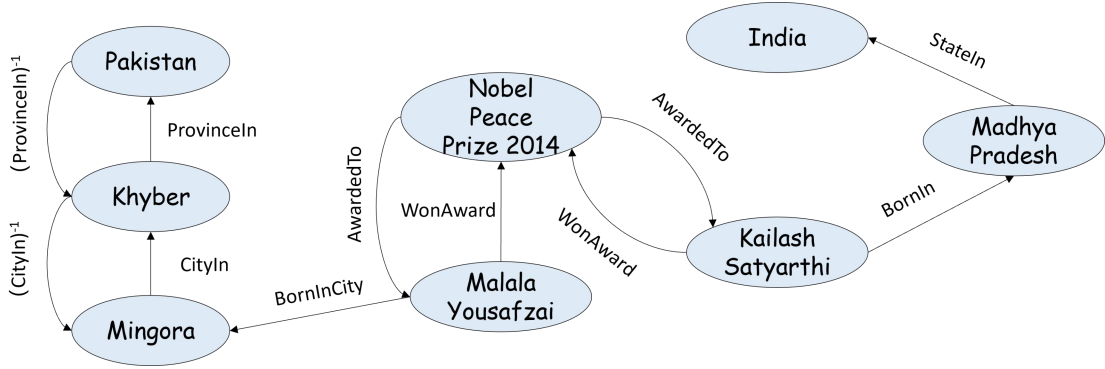 Pakistan
(ProvinceIn)-1
ProvinceIn
Khyber
(CityIn)-1
CityIn
Mingora
BornInCity
Nobel
Peace
Prize 2014
AwardedTo
WonAward
Malala
Yousafzai
AwardedTo
WonAward
Kailash
Satyarthi
BornIn
Madhya
Pradesh
StateIn
India